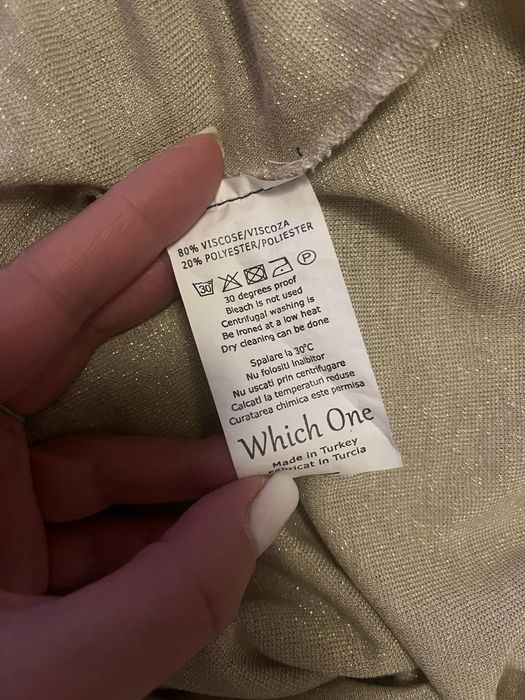 80% VISCOSE/VISCOZA
20% POLYESTER/POLIESTER
30 P
30 degrees proof
Bleach is not used
Centrifugal washing is
Be ironed at a low heat
Dry cleaning can be done
Spalare la 30°C
Nu folositi inalbitor
Nu uscati prin centrifugare
Calcati la temperaturi reduse
Curatarea chimica este permisa
Which One
Made in Turkey
Fabricat in Turcia